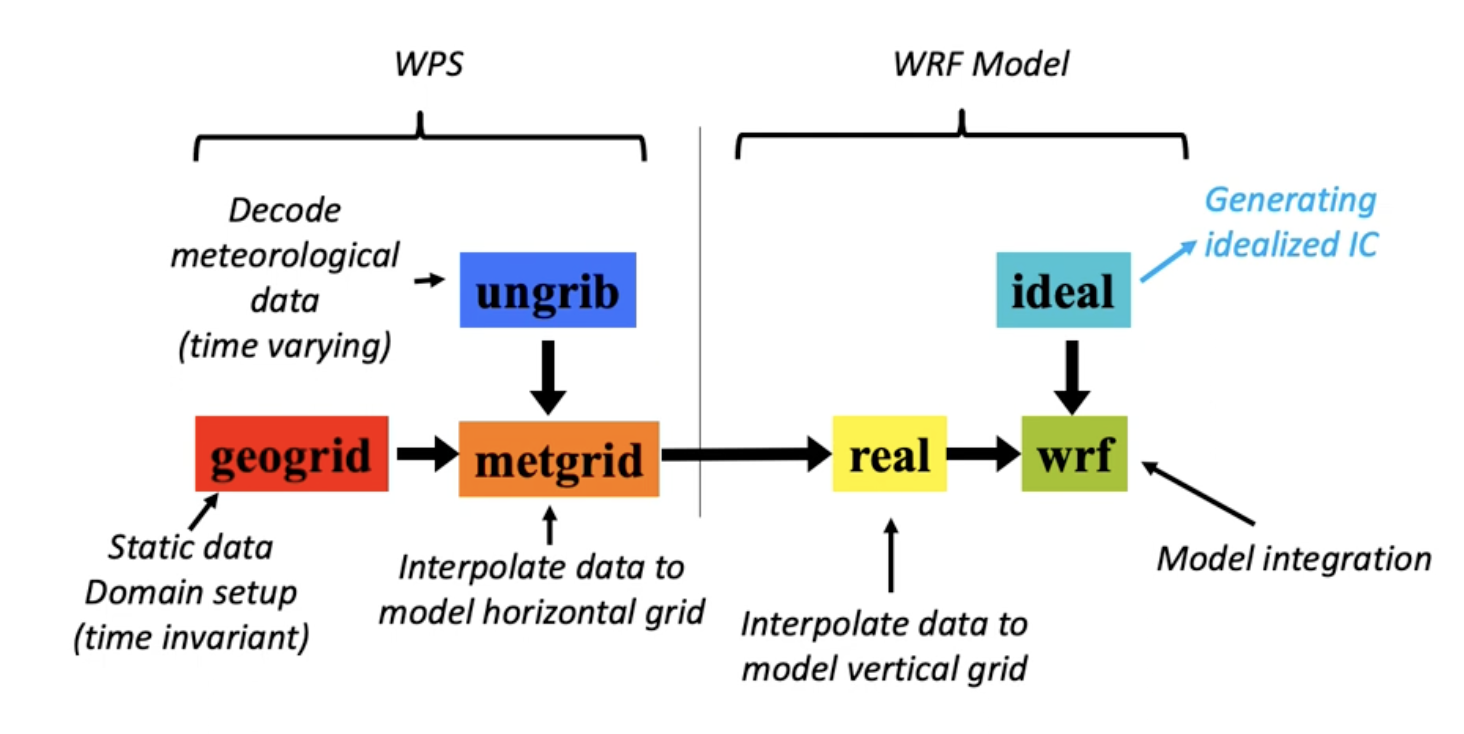 WPS
WRF Model
Decode
meteorological
data
(time varying)
ungrib
ideal
Generating
idealized IC
geogrid
metgrid
real
wrf
Static data
Domain setup
(time invariant)
Interpolate data to
model horizontal grid
Interpolate data to
model vertical grid
Model integration